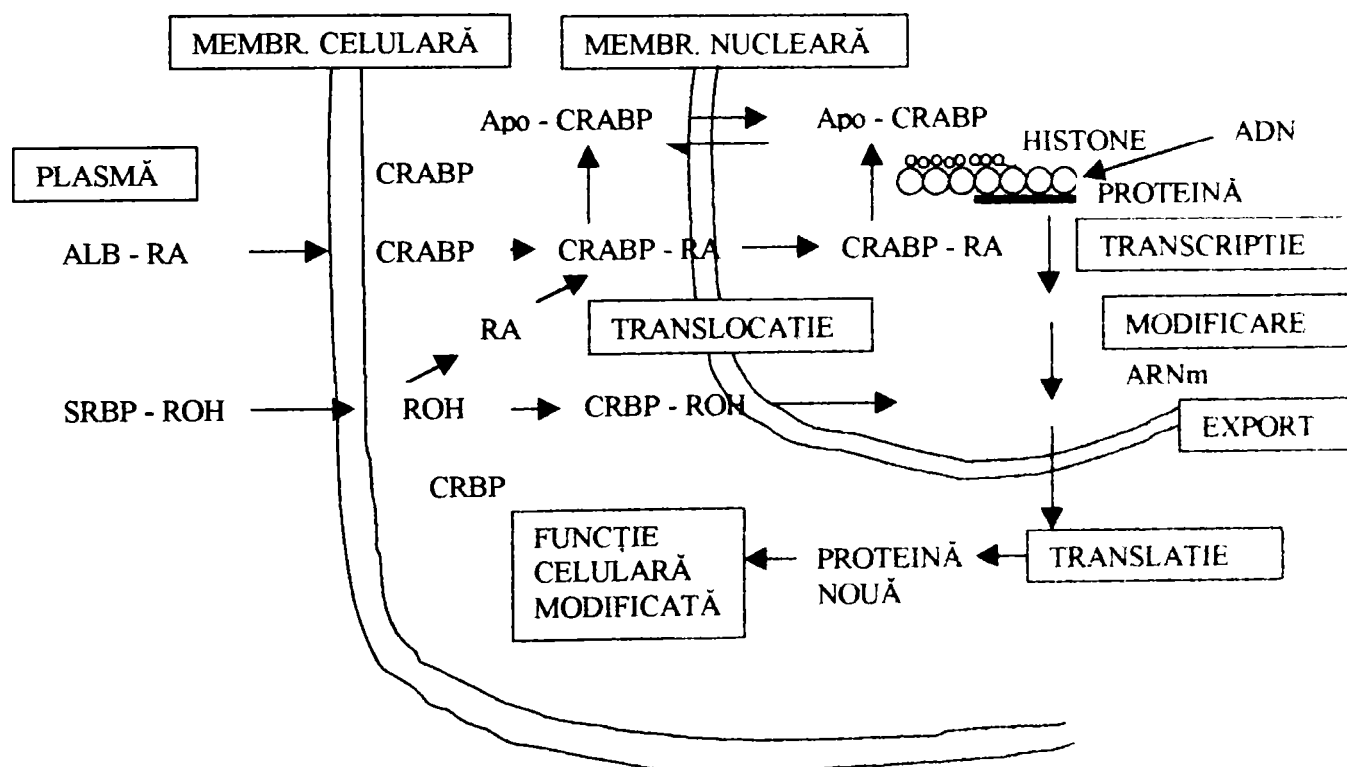 MEMBR. CELULARĂ
MEMBR. NUCLEARĂ
Apo - CRABP
Apo - CRABP
HISTONE
ADN
PLASMĂ
CRABP
PROTEINĂ
ALB - RA
CRABP
CRABP - RA
CRABP - RA
TRANSCRIPTIE
RA
TRANSLOCAȚIE
MODIFICARE
ARNm
SRBP - ROH
ROH
CRBP - ROH
EXPORT
CRBP
FUNCȚIE
CELULARĂ
MODIFICATĂ
PROTEINĂ
NOUĂ
TRANSLATIE